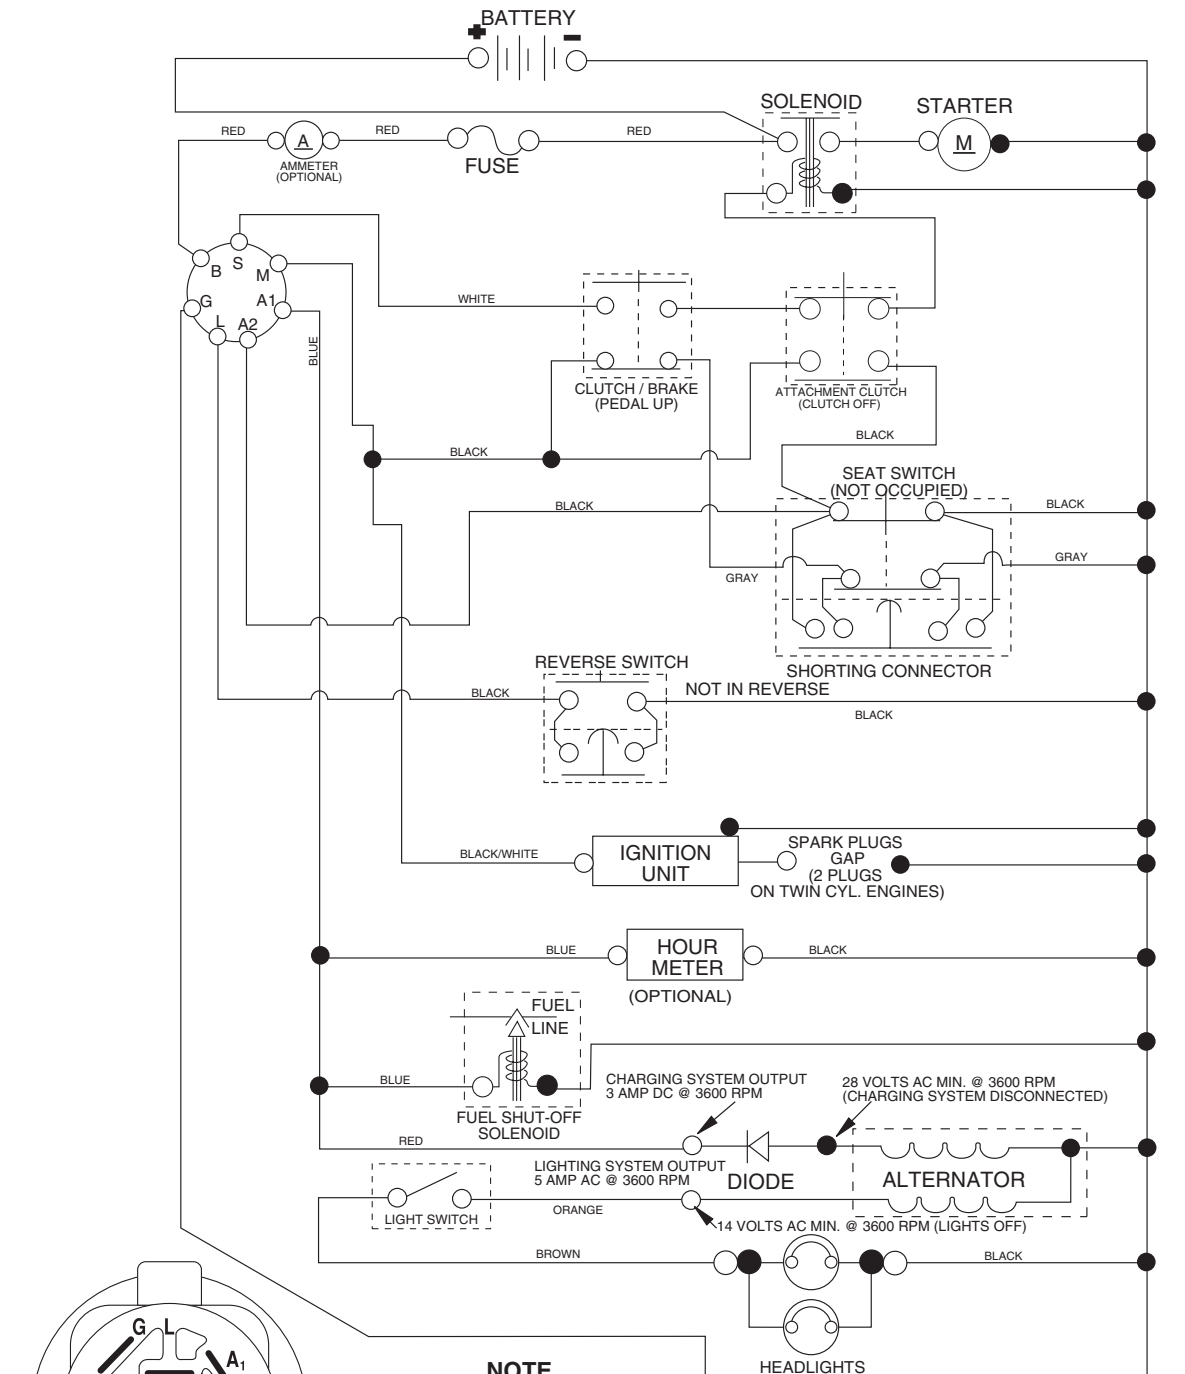 BATTERY
SOLENOID
STARTER
RED
A
RED
RED
M
AMMETER
(OPTIONAL)
FUSE
B
S
M
G
A1
L
A2
BLUE
WHITE
CLUTCH / BRAKE
(PEDAL UP)
ATTACHMENT CLUTCH
(CLUTCH OFF)
BLACK
BLACK
SEAT SWITCH
(NOT OCCUPIED)
BLACK
BLACK
GRAY
GRAY
SHORTING CONNECTOR
REVERSE SWITCH
NOT IN REVERSE
BLACK
BLACK
BLACK/WHITE
IGNITION
UNIT
SPARK PLUGS
GAP
(2 PLUGS
ON TWIN CYL. ENGINES)
BLUE
HOUR
METER
BLACK
(OPTIONAL)
FUEL
LINE
BLUE
FUEL SHUT-OFF
SOLENOID
CHARGING SYSTEM OUTPUT
3 AMP DC @ 3600 RPM
28 VOLTS AC MIN. @ 3600 RPM
(CHARGING SYSTEM DISCONNECTED)
RED
LIGHTING SYSTEM OUTPUT
5 AMP AC @ 3600 RPM
DIODE
ALTERNATOR
LIGHT SWITCH
ORANGE
14 VOLTS AC MIN. @ 3600 RPM (LIGHTS OFF)
BROWN
BLACK
HEADLIGHTS
G
L
A1
NOTE